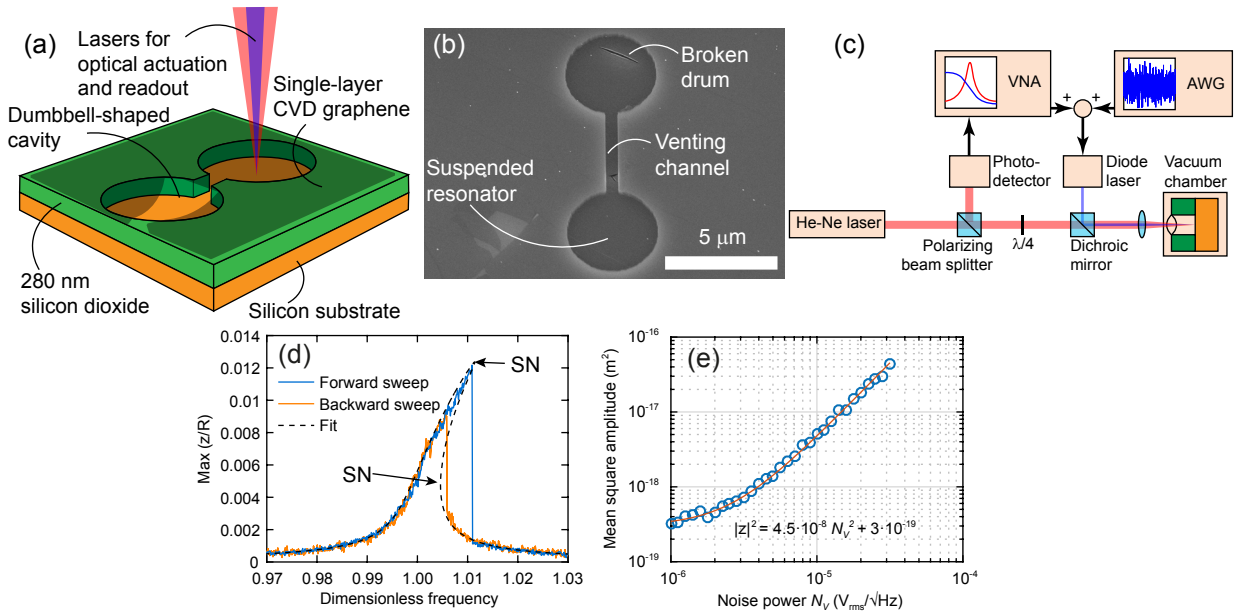 (a)
Lasers for
optical actuation
and readout
Single-layer
CVD graphene
Dumbbell-shaped
cavity
280 nm
silicon dioxide
Silicon substrate
(b)
Broken
drum
Venting
channel
Suspended
resonator
5 μm
(c)
VNA
+
+
AWG
Photo-
detector
Diode
laser
Vacuum
chamber
He-Ne laser
Polarizing
beam splitter
λ/4
Dichroic
mirror
(d)
SN
Forward sweep
Backward sweep
Fit
SN
Max (z/R)
0.014
0.012
0.010
0.008
0.006
0.004
0.002
0
0.97
0.98
0.99
1.00
1.01
1.02
1.03
Dimensionless frequency
(e)
Mean square amplitude (m²)
10⁻¹⁶
10⁻¹⁷
10⁻¹⁸
10⁻¹⁹
|z|² = 4.5·10⁻⁸ N_V² + 3·10⁻¹⁹
10⁻⁶
10⁻⁵
10⁻⁴
Noise power N_V (V_rms/√Hz)